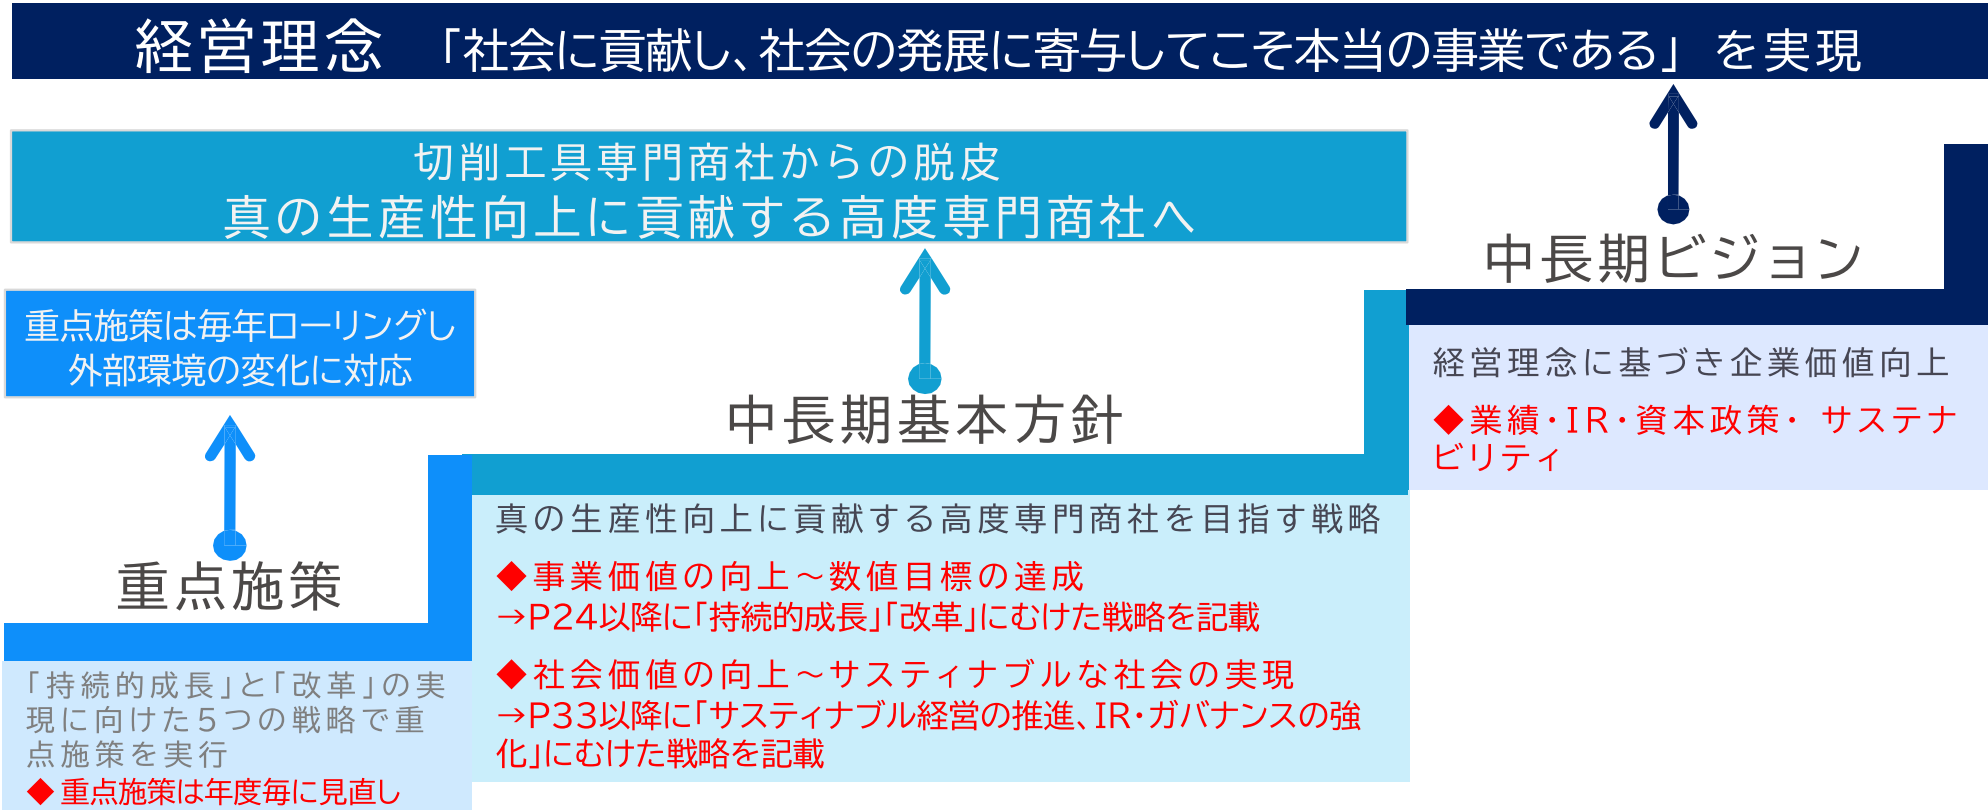 経営理念 「社会に貢献し、社会の発展に寄与してこそ本当の事業である」 を実現
切削工具専門商社からの脱皮
真の生産性向上に貢献する高度専門商社へ
中長期ビジョン
重点施策は毎年ローリングし
外部環境の変化に対応
経営理念に基づき企業価値向上
◆業績・IR・資本政策・ サステナ
ビリティ
中長期基本方針
真の生産性向上に貢献する高度専門商社を目指す戦略
◆事業価値の向上～数値目標の達成
→P24以降に「持続的成長」「改革」にむけた戦略を記載
◆社会価値の向上～サスティナブルな社会の実現
→P33以降に「サスティナブル経営の推進、IR・ガバナンスの強
化」にむけた戦略を記載
重点施策
「持続的成長」と「改革」の実
現に向けた5つの戦略で重
点施策を実行
◆ 重点施策は年度毎に見直し